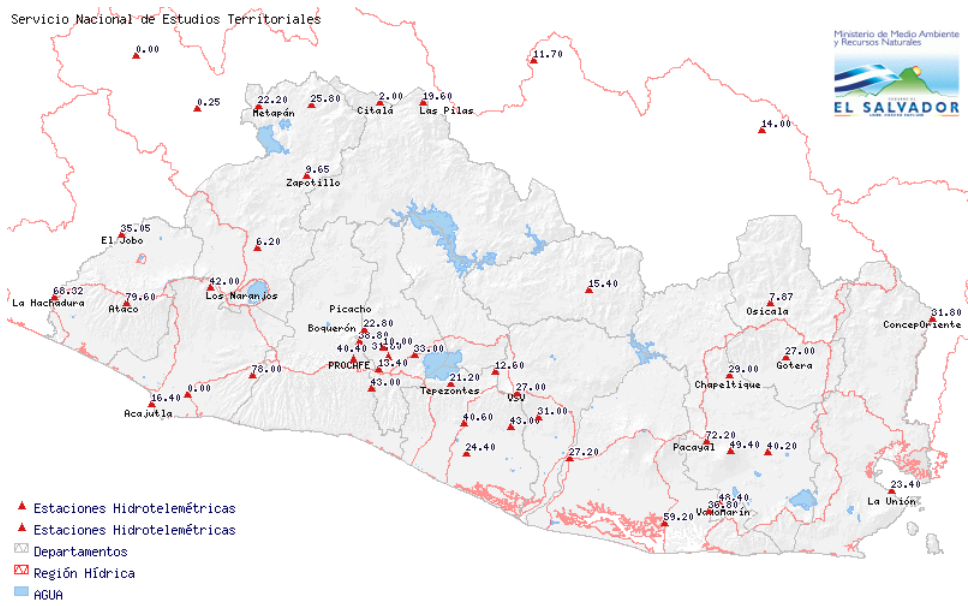 Servicio Nacional de Estudios Territoriales
Ministerio de Medio Ambiente
y Recursos Naturales
EL SALVADOR
0.00
11.70
0.25
22.20
Metapán
25.80
2.00
Citalá
19.60
Las Pilas
14.00
9.65
Zapotillo
35.05
El Jobo
6.20
68.32
La Hachadura
79.60
Ataco
42.00
Los Naranjos
15.40
7.87
Osicala
31.80
ConcepOriente
Picacho
22.80
Boquerón
38.80
10.00
40.40
33.00
PROCAFE
13.40
43.00
78.00
0.00
16.40
Acajutla
21.20
Tepezontes
12.60
27.00
VSV
27.00
Gotera
29.00
Chapeltique
40.60
43.00
31.00
24.40
27.20
72.20
Pacayal
49.40
40.20
23.40
La Unión
48.40
36.80
59.20
Estaciones Hidrotelemétricas
Estaciones Hidrotelemétricas
Departamentos
Región Hídrica
AGUA